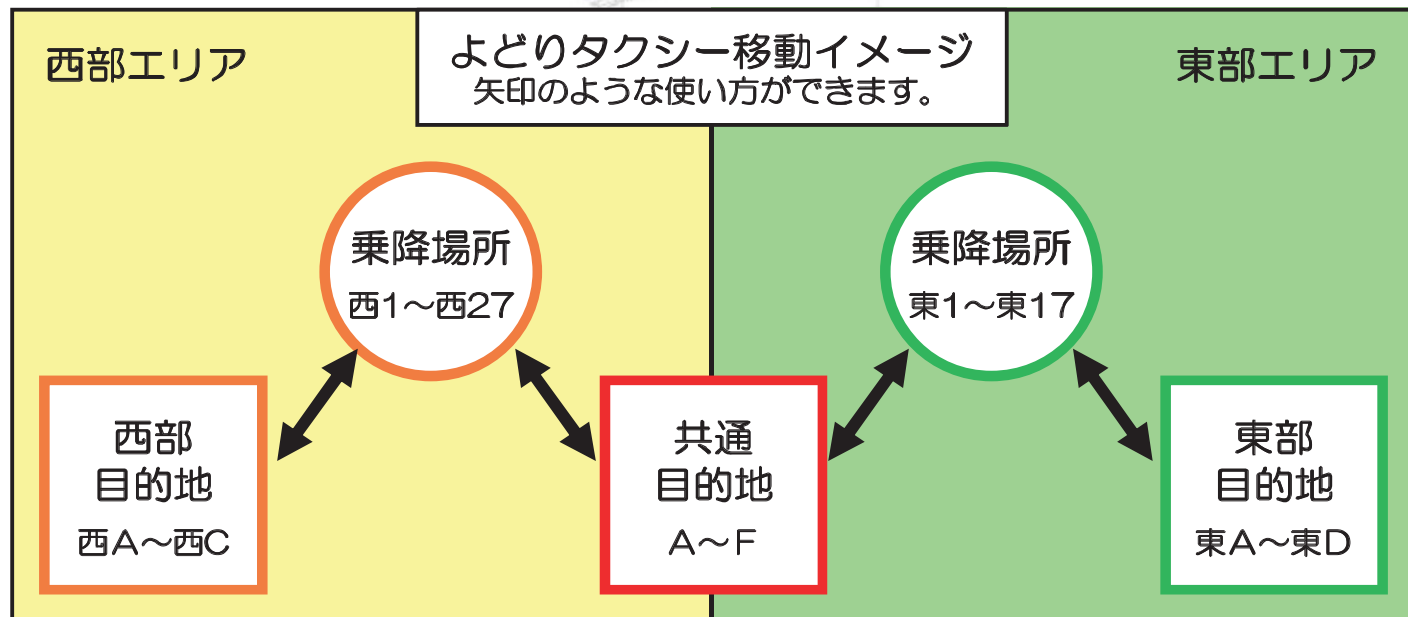 西部エリア
よどりタクシー移動イメージ
矢印のような使い方ができます。
東部エリア
乗降場所
西1～西27
乗降場所
東1～東17
西部
目的地
西A～西C
共通
目的地
A～F
東部
目的地
東A～東D